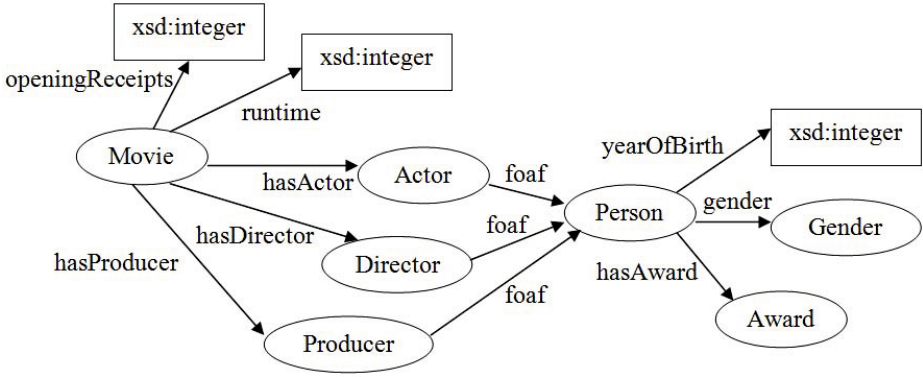 xsd:integer
openingReceipts
xsd:integer
runtime
Movie
hasActor
Actor
foaf
hasDirector
Director
foaf
hasProducer
Producer
foaf
Person
yearOfBirth
xsd:integer
gender
Gender
hasAward
Award